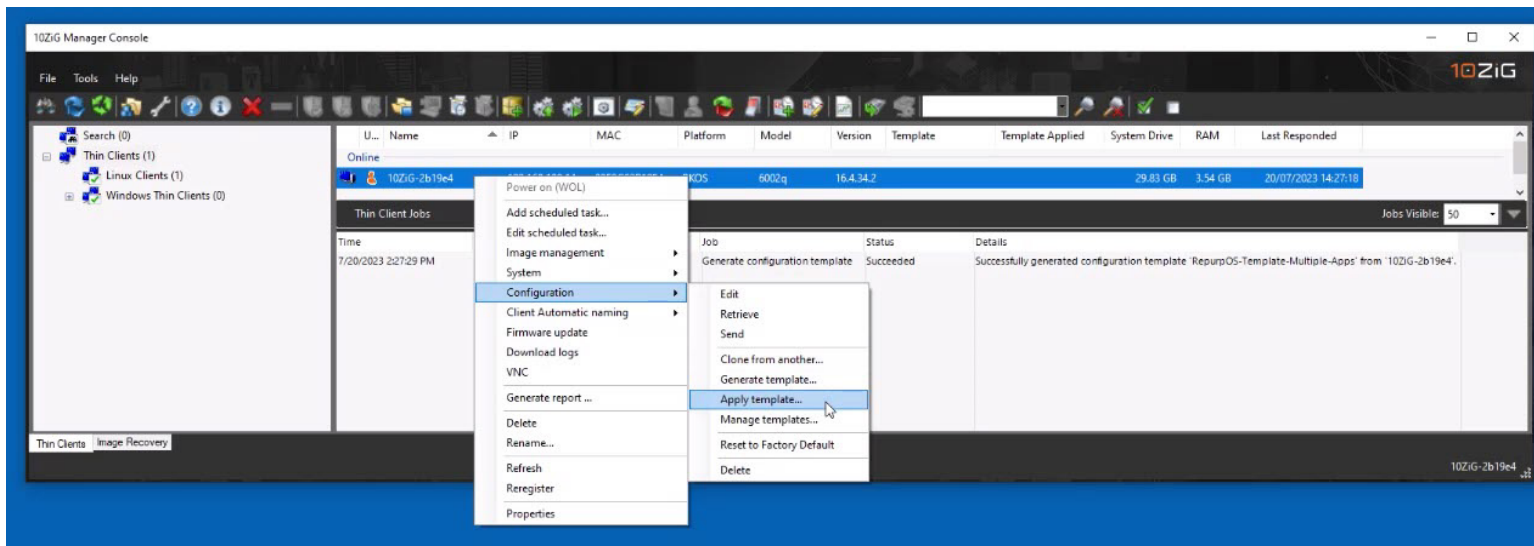 10ZiG Manager Console
File Tools Help
10ZiG
Search (0)
Thin Clients (1)
Linux Clients (1)
Windows Thin Clients (0)
U... Name IP MAC Platform Model Version Template Template Applied System Drive RAM Last Responded
Online
10ZiG-2b19e4 6002q 16.4.34.2 29.83 GB 3.54 GB 20/07/2023 14:27:18
Thin Client Jobs Jobs Visible: 50
Time Job Status Details
7/20/2023 2:27:29 PM Generate configuration template Succeeded Successfully generated configuration template 'RepurpOS-Template-Multiple-Apps' from '10ZiG-2b19e4'.
Power on (WOL)
Add scheduled task...
Edit scheduled task...
Image management
System
Configuration
Client Automatic naming
Firmware update
Download logs
VNC
Generate report ...
Delete
Rename...
Refresh
Reregister
Properties
Edit
Retrieve
Send
Clone from another...
Generate template...
Apply template...
Manage templates...
Reset to Factory Default
Delete
Thin Clients Image Recovery
10ZiG-2b19e4